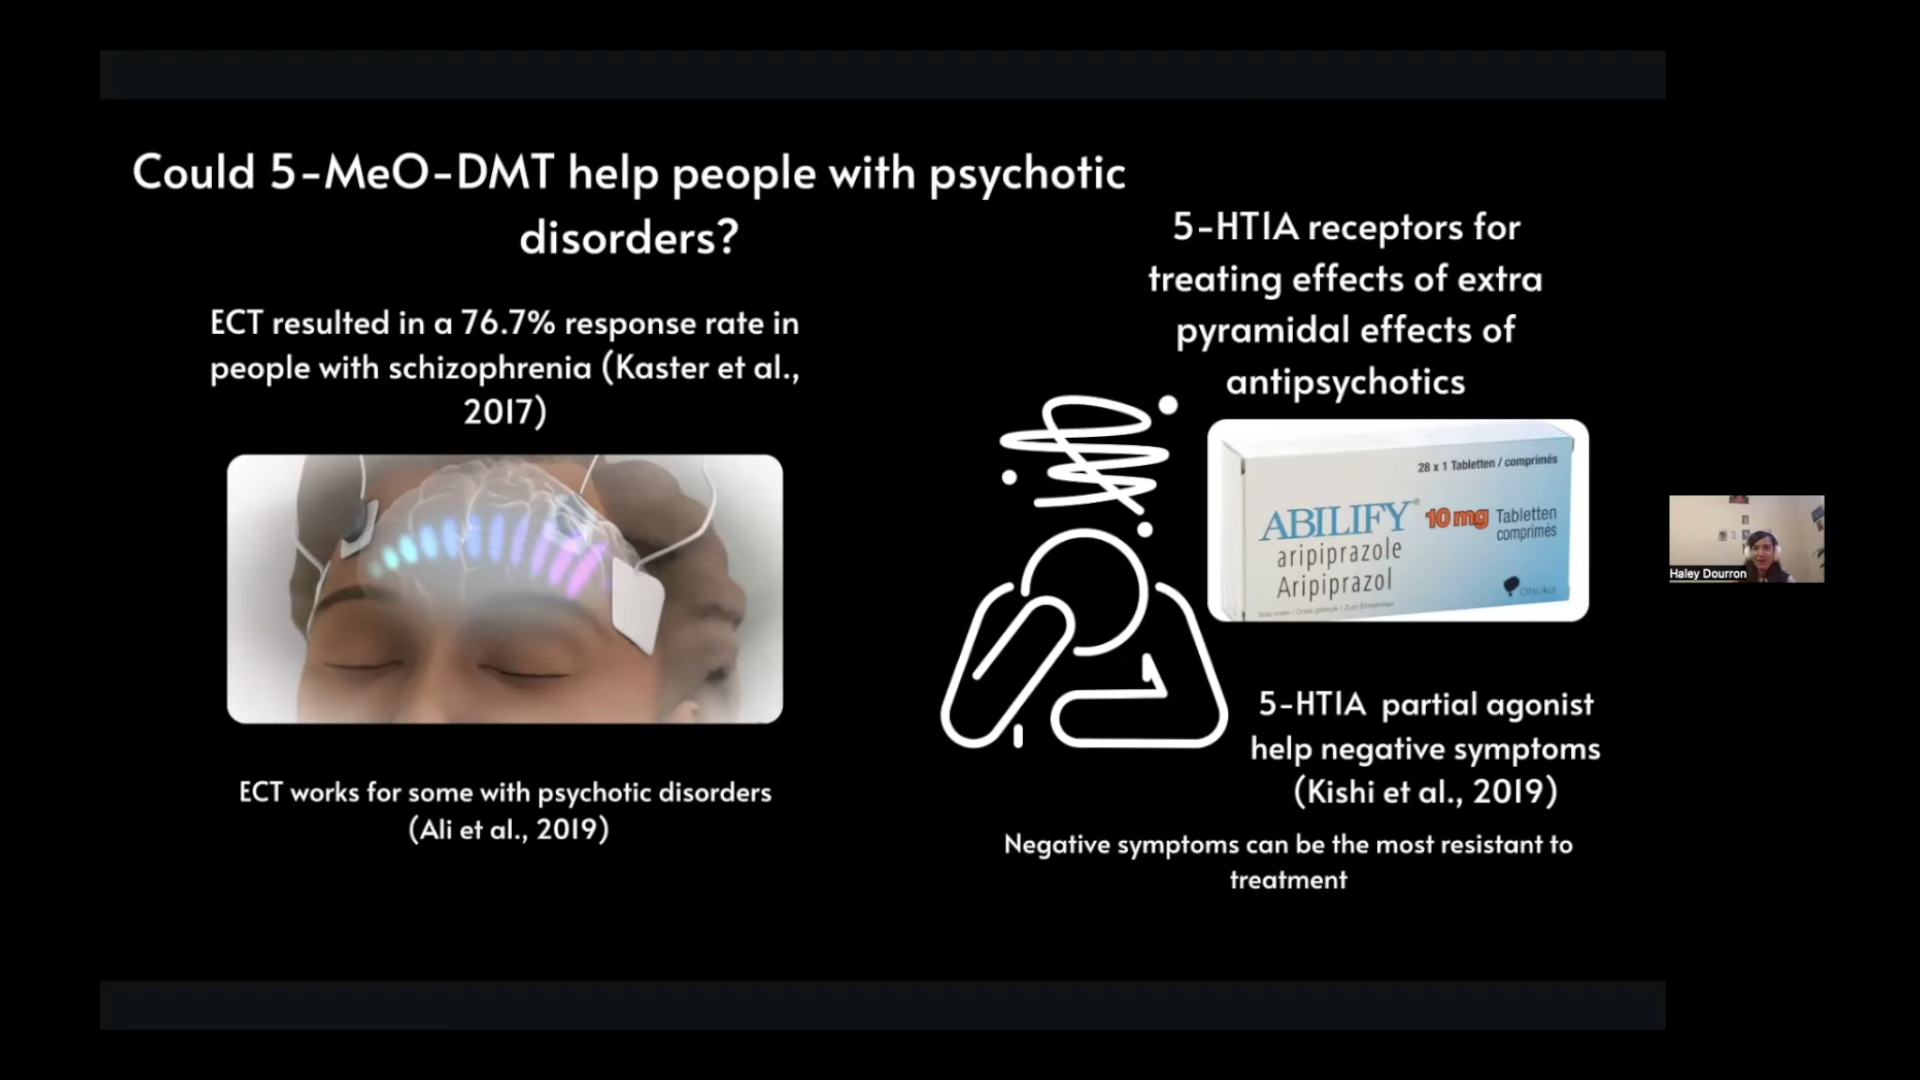 Could 5-MeO-DMT help people with psychotic
disorders?
ECT resulted in a 76.7% response rate in
people with schizophrenia (Kaster et al.,
2017)
ECT works for some with psychotic disorders
(Ali et al., 2019)
5-HT1A receptors for
treating effects of extra
pyramidal effects of
antipsychotics
28 x 1 Tabletten / comprimés
ABILIFY® 10 mg Tabletten
comprimés
aripiprazole
Aripiprazol
Otsuka
5-HT1A partial agonist
help negative symptoms
(Kishi et al., 2019)
Negative symptoms can be the most resistant to
treatment
Haley Dourron